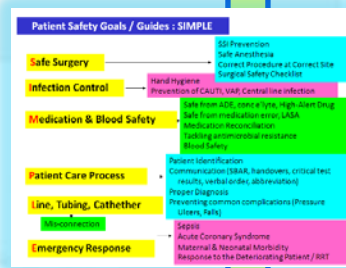 Patient Safety Goals / Guides : SIMPLE
Safe Surgery
SSI Prevention
Safe Anesthesia
Correct Procedure at Correct Site
Surgical Safety Checklist
Infection Control
Hand Hygiene
Prevention of CAUTI, VAP, Central line infection
Medication & Blood Safety
Safe from ADE, conc e'lyte, High-Alert Drug
Safe from medication error, LASA
Medication Reconciliation
Tackling antimicrobial resistance
Blood Safety
Patient Care Process
Patient Identification
Communication (SBAR, handovers, critical test
results, verbal order, abbreviation)
Proper Diagnosis
Preventing common complications (Pressure
Ulcers, Falls)
Line, Tubing, Cathether
Mis-connection
Emergency Response
Sepsis
Acute Coronary Syndrome
Maternal & Neonatal Morbidity
Response to the Deteriorating Patient / RRT